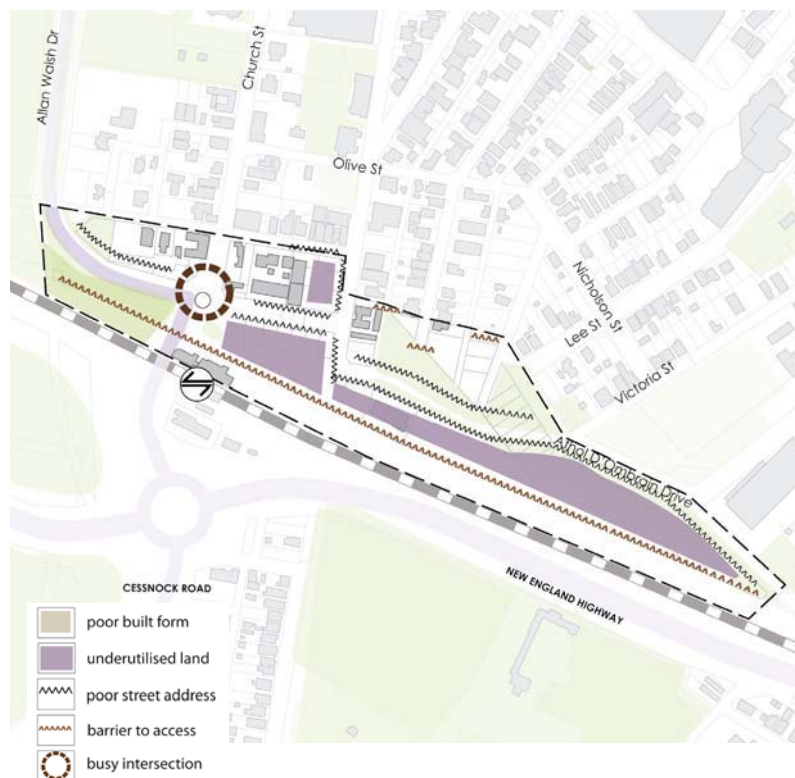 Allan Walsh Dr
Church St
Olive St
Nicholson St
Lee St
Victoria St
Athol D'Ombrain Drive
CESSNOCK ROAD
NEW ENGLAND HIGHWAY
poor built form
underutilised land
poor street address
barrier to access
busy intersection